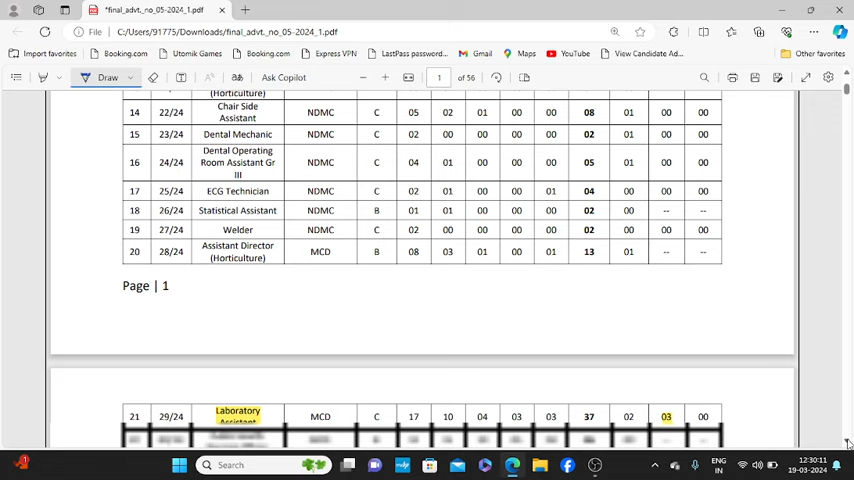 *final_advt._no_05-2024_1.pdf
File | C:/Users/91775/Downloads/final_advt._no_05-2024_1.pdf
Import favorites Booking.com Utomik Games Booking.com Express VPN LastPass password... Gmail Maps YouTube View Candidate Ad... Other favorites
Draw Ask Copilot 1 of 56
(Horticulture)
14 22/24 Chair Side Assistant NDMC C 05 02 01 00 00 08 01 00 00
15 23/24 Dental Mechanic NDMC C 02 00 00 00 00 02 01 00 00
16 24/24 Dental Operating Room Assistant Gr III NDMC C 04 01 00 00 00 05 01 00 00
17 25/24 ECG Technician NDMC C 02 01 00 00 01 04 00 00 00
18 26/24 Statistical Assistant NDMC B 01 01 00 00 00 02 00 -- --
19 27/24 Welder NDMC C 02 00 00 00 00 02 00 00 00
20 28/24 Assistant Director (Horticulture) MCD B 08 03 01 00 01 13 01 -- --
Page | 1
21 29/24 Laboratory Assistant MCD C 17 10 04 03 03 37 02 03 00
1 Search ENG IN 12:30:11 19-03-2024